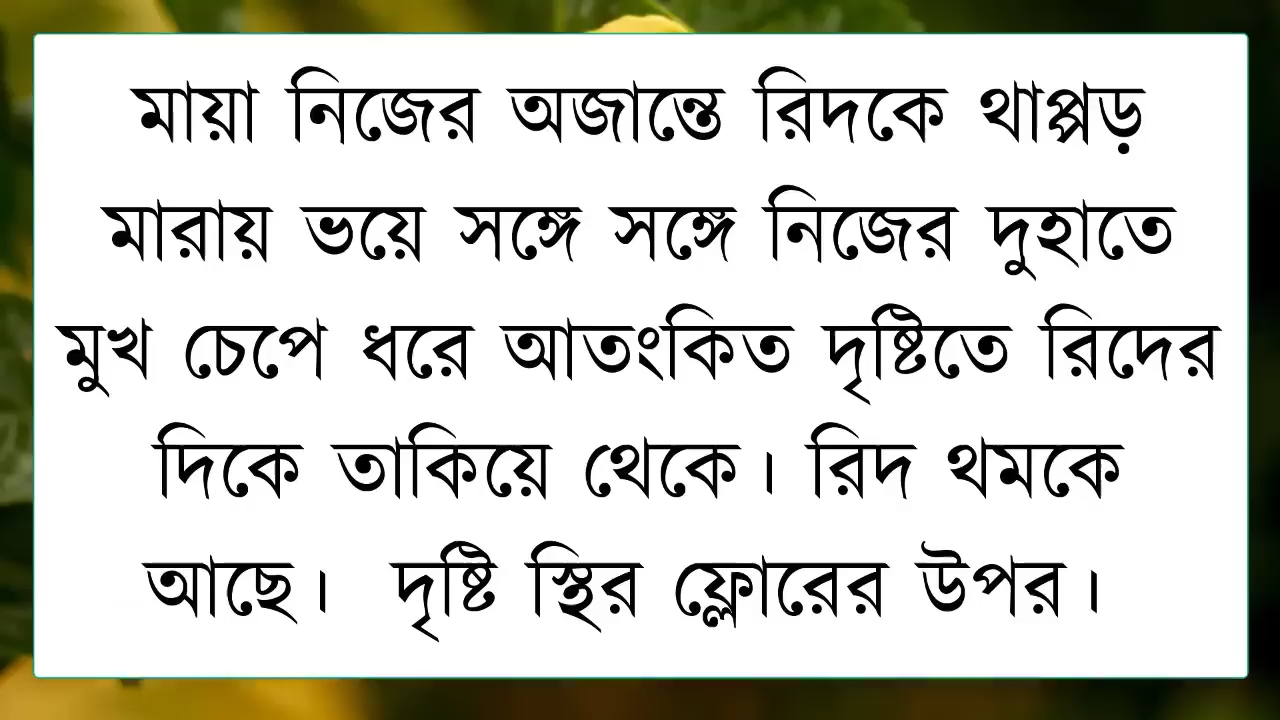 মায়া নিজের অজান্তে রিদকে থাপ্পড়
মারায় ভয়ে সঙ্গে সঙ্গে নিজের দুহাতে
মুখ চেপে ধরে আতংকিত দৃষ্টিতে রিদের
দিকে তাকিয়ে থেকে। রিদ থমকে
আছে। দৃষ্টি স্থির ফ্লোরের উপর।